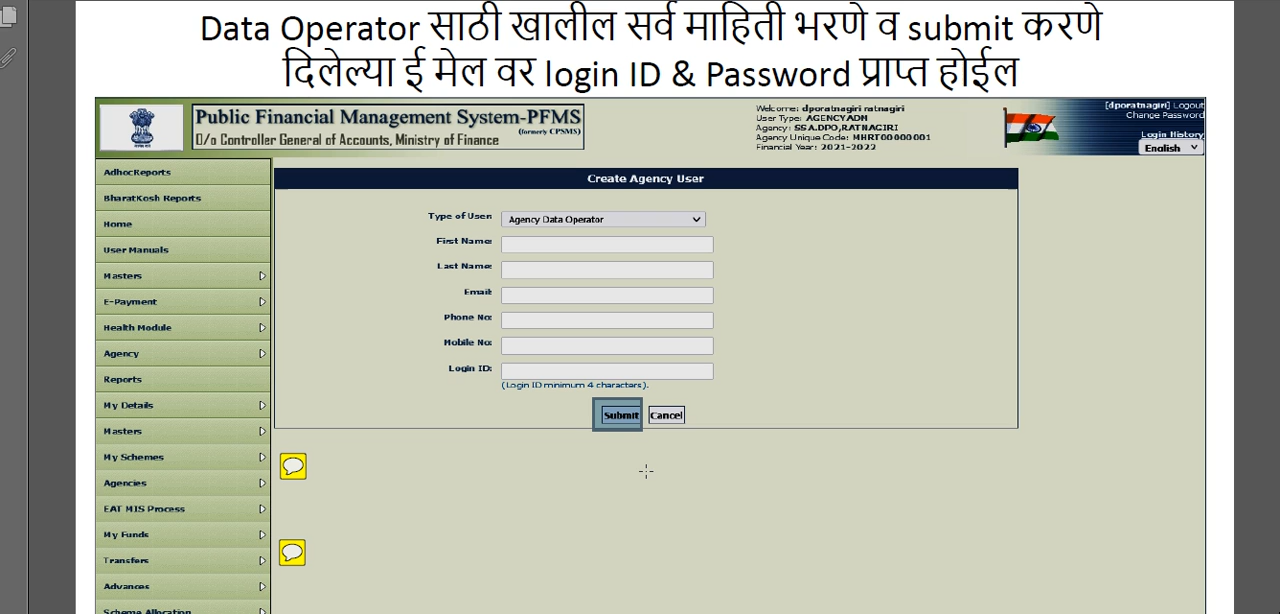 Data Operator साठी खालील सर्व माहिती भरणे व submit करणे
दिलेल्या ई मेल वर login ID & Password प्राप्त होईल
Public Financial Management System-PFMS
(formerly CPSMS)
O/o Controller General of Accounts, Ministry of Finance
Welcome: dporatnagiri ratnagiri
User Type: AGENCYADM
Agency: SSA.DPO,RATNAGIRI
Agency Unique Code: MHRT00000001
Financial Year: 2021-2022
[dporatnagiri] Logout
Change Password
Login History
English
AdhocReports
BharatKosh Reports
Home
User Manuals
Masters
E-Payment
Health Module
Agency
Reports
My Details
Masters
My Schemes
Agencies
EAT MIS Process
My Funds
Transfers
Advances
Scheme Allocation
Create Agency User
Type of User: Agency Data Operator
First Name:
Last Name:
Email:
Phone No:
Mobile No:
Login ID:
(Login ID minimum 4 characters).
Submit Cancel